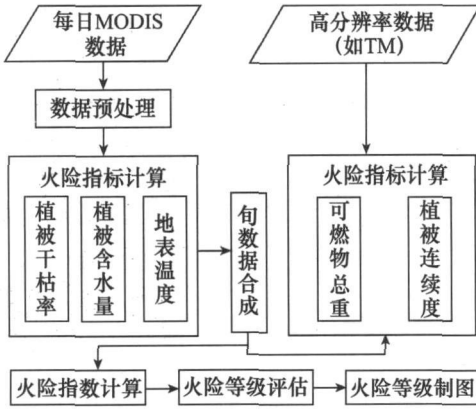 每日MODIS
数据
高分辨率数据
（如TM）
数据预处理
火险指标计算
植被干枯率
植被含水量
地表温度
旬数据合成
火险指标计算
可燃物总重
植被连续度
火险指数计算
火险等级评估
火险等级制图